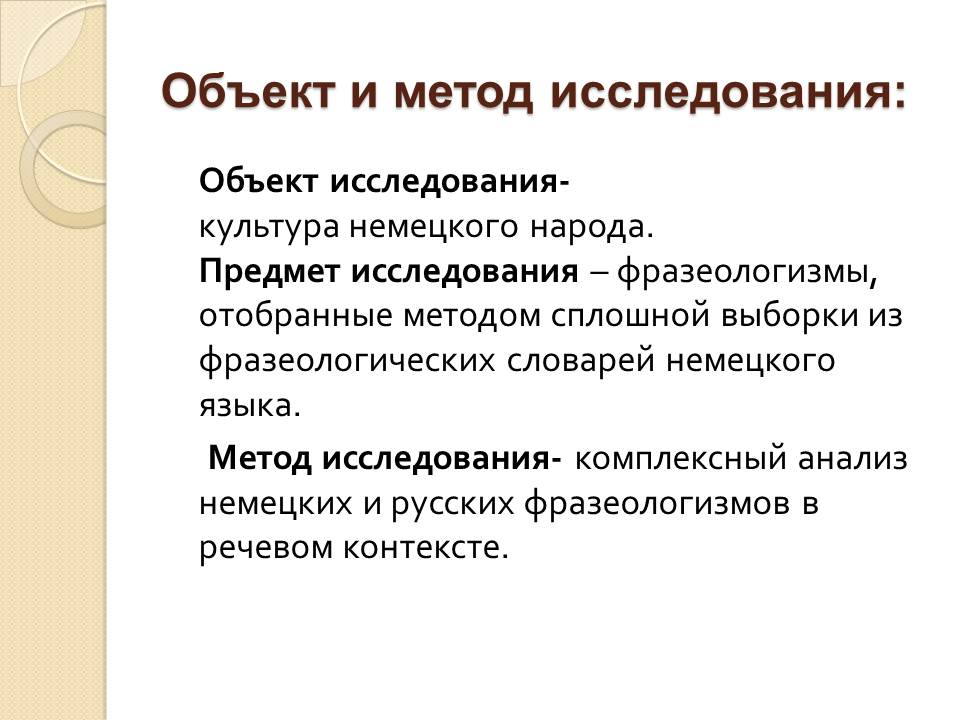 Объект и метод исследования:
Объект исследования-
культура немецкого народа.
Предмет исследования – фразеологизмы,
отобранные методом сплошной выборки из
фразеологических словарей немецкого
языка.
Метод исследования- комплексный анализ
немецких и русских фразеологизмов в
речевом контексте.